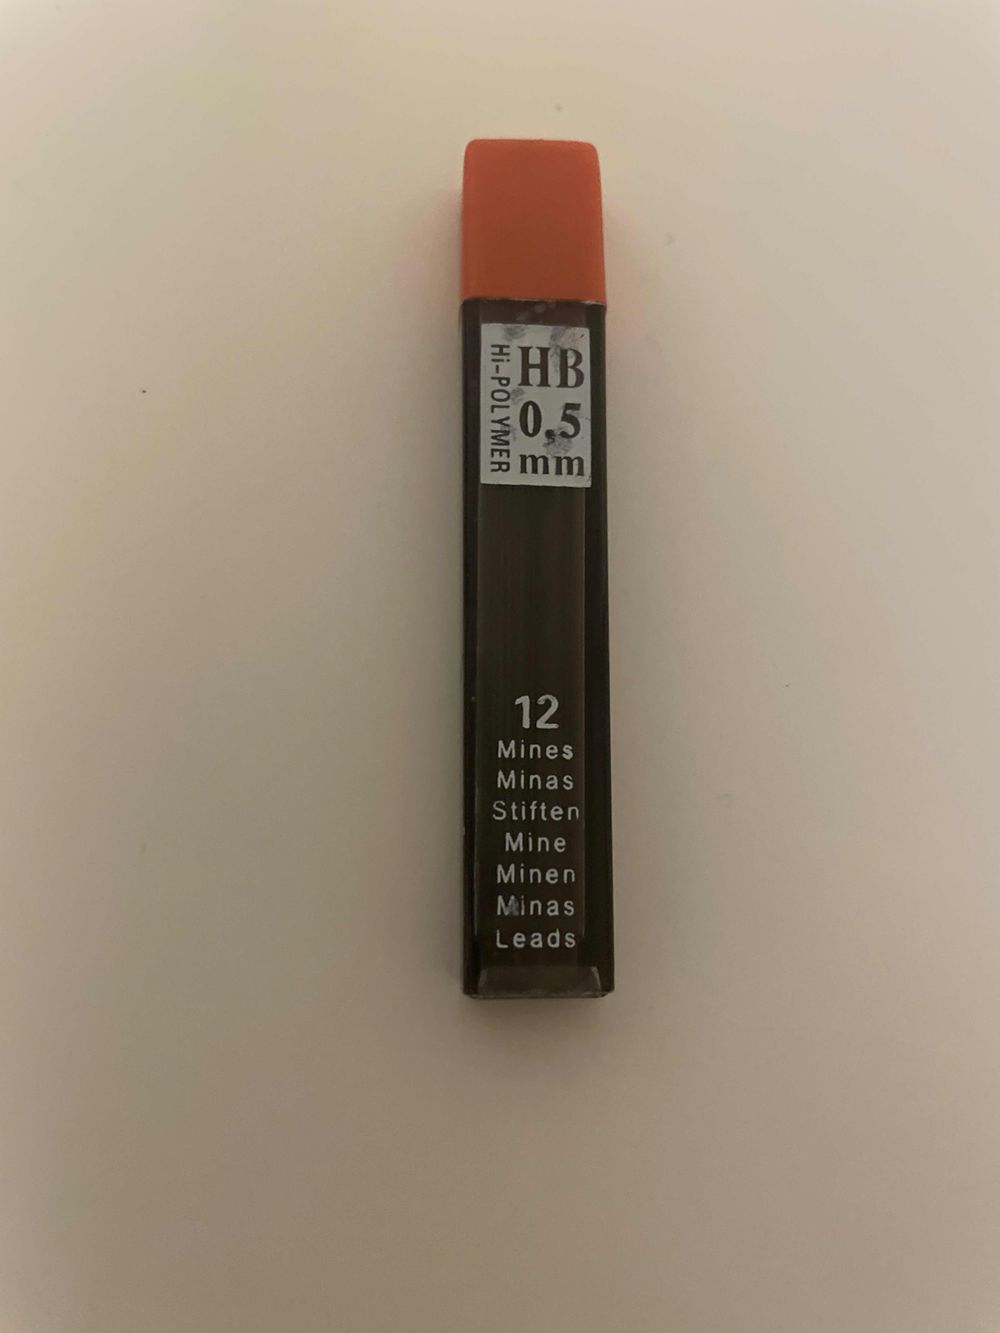 Hi-POLYMER
HB
0,5
mm
12
Mines
Minas
Stiften
Mine
Minen
Minas
Leads